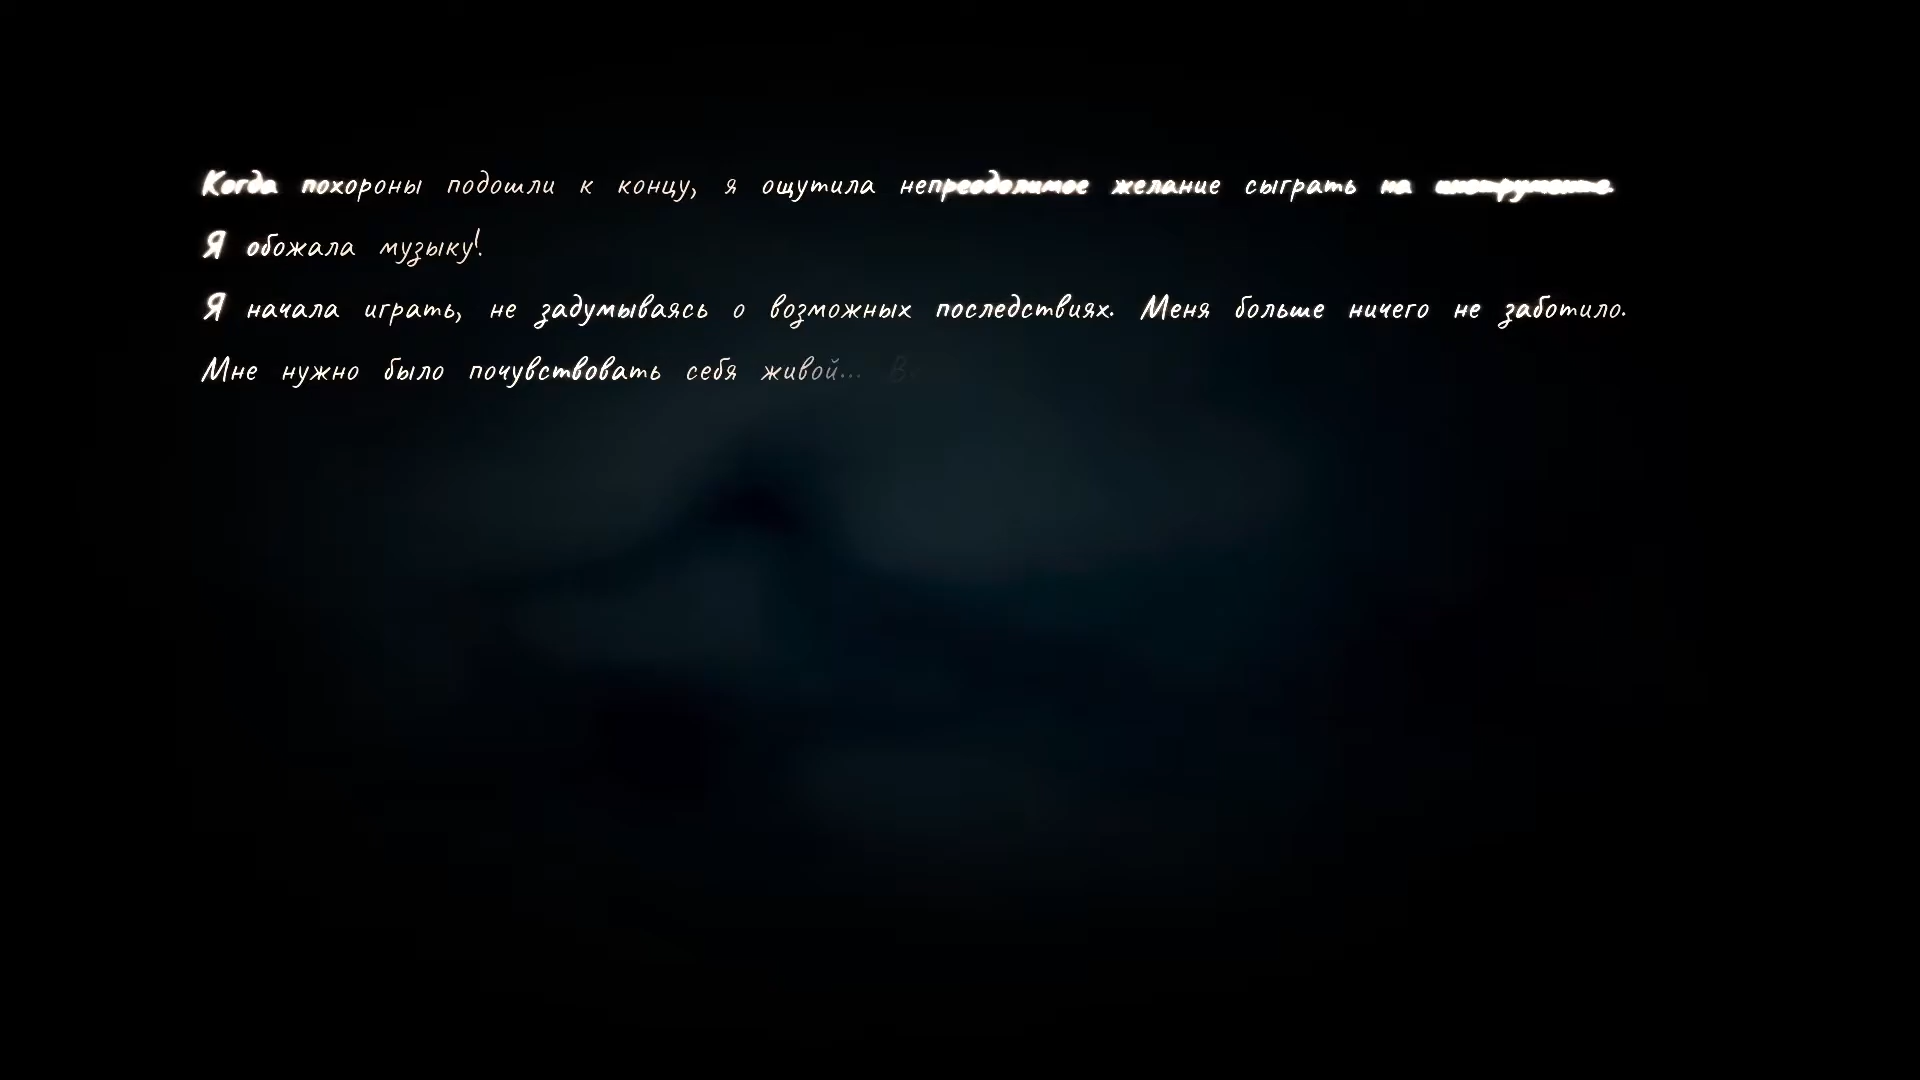 Когда похороны подошли к концу, я ощутила непреодолимое желание сыграть на инструменте
Я обожала музыку!
Я начала играть, не задумываясь о возможных последствиях. Меня больше ничего не заботило.
Мне нужно было почувствовать себя живой...